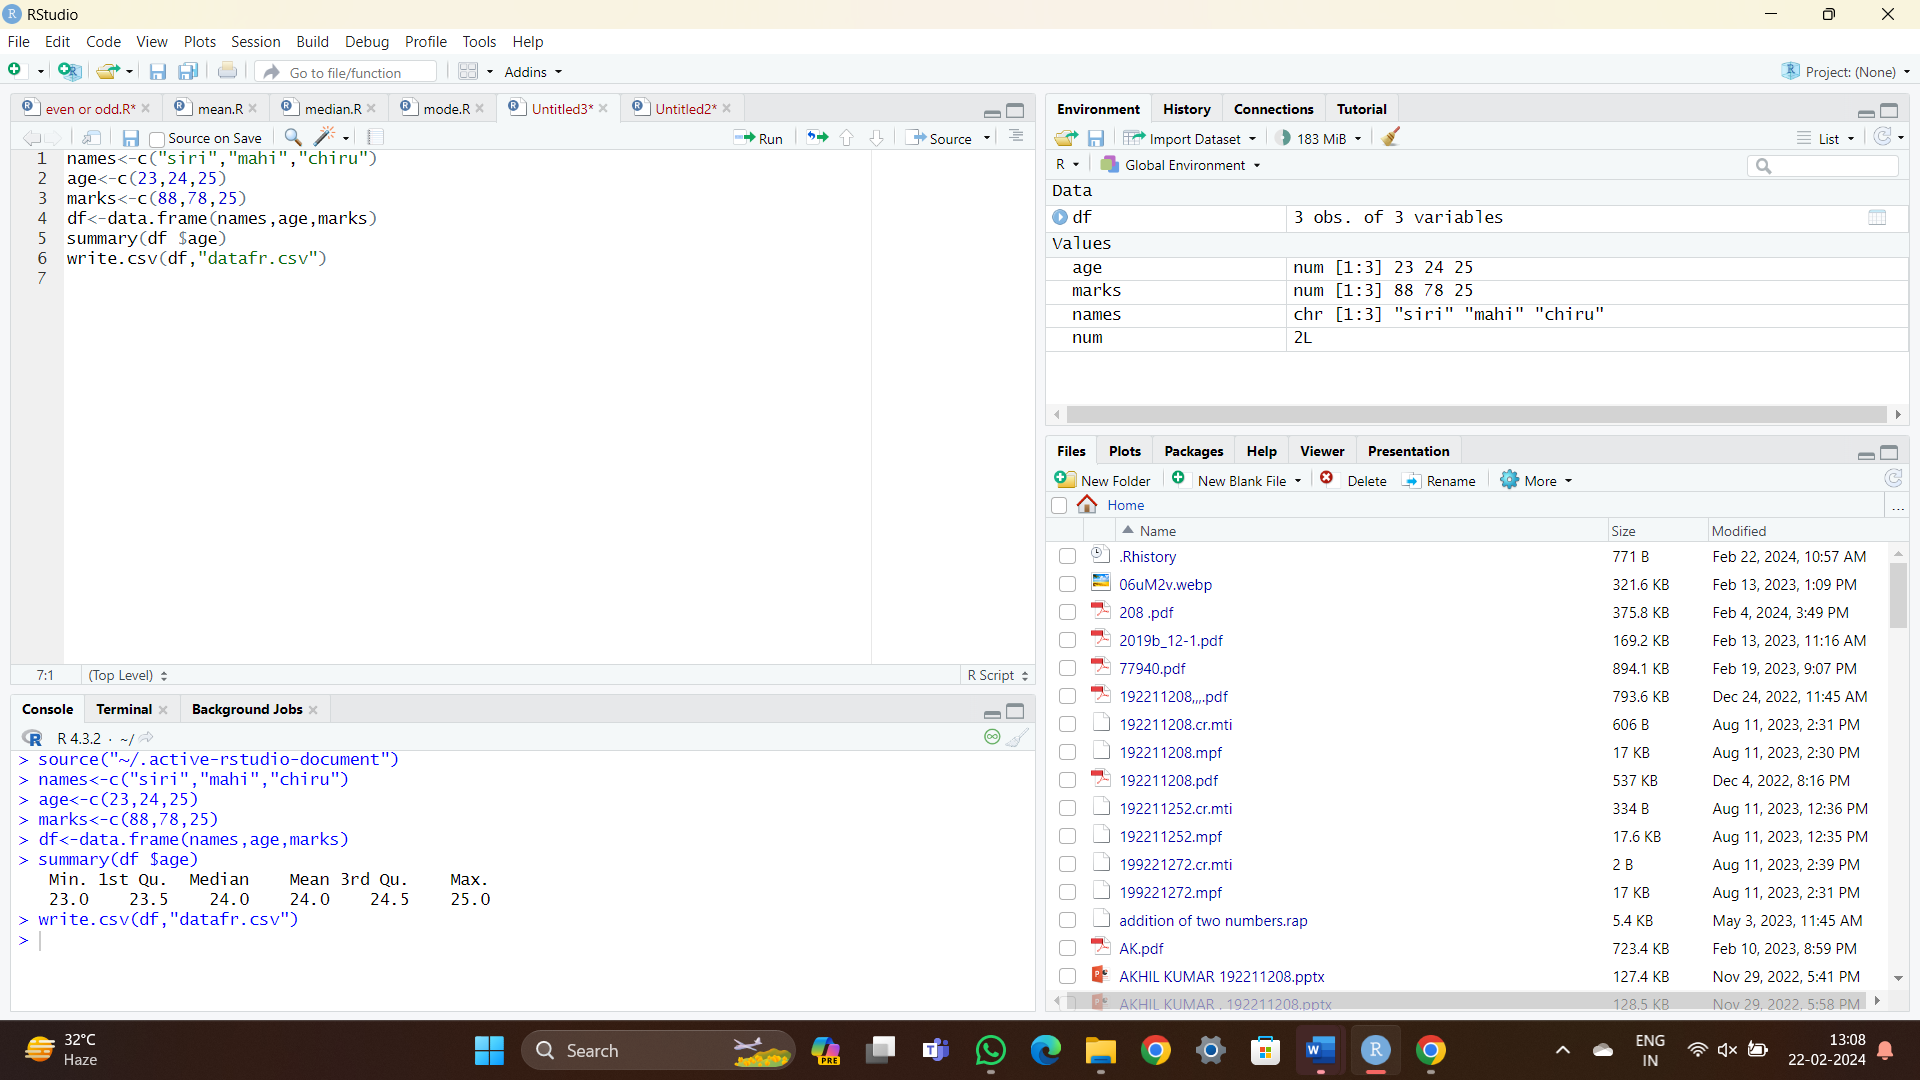 RStudio
File Edit Code View Plots Session Build Debug Profile Tools Help
Go to file/function Addins Project: (None)
even or odd.R* mean.R median.R mode.R Untitled3* Untitled2*
Source on Save Run Source
1 names<-c("siri","mahi","chiru")
2 age<-c(23,24,25)
3 marks<-c(88,78,25)
4 df<-data.frame(names,age,marks)
5 summary(df $age)
6 write.csv(df,"datafr.csv")
7
7:1 (Top Level) R Script
Console Terminal Background Jobs
R 4.3.2 · ~/
> source("~/.active-rstudio-document")
> names<-c("siri","mahi","chiru")
> age<-c(23,24,25)
> marks<-c(88,78,25)
> df<-data.frame(names,age,marks)
> summary(df $age)
Min. 1st Qu. Median Mean 3rd Qu. Max.
23.0 23.5 24.0 24.0 24.5 25.0
> write.csv(df,"datafr.csv")
>
Environment History Connections Tutorial
Import Dataset 183 MiB List
R Global Environment
Data
df 3 obs. of 3 variables
Values
age num [1:3] 23 24 25
marks num [1:3] 88 78 25
names chr [1:3] "siri" "mahi" "chiru"
num 2L
Files Plots Packages Help Viewer Presentation
New Folder New Blank File Delete Rename More
Home ...
Name Size Modified
.Rhistory 771 B Feb 22, 2024, 10:57 AM
06uM2v.webp 321.6 KB Feb 13, 2023, 1:09 PM
208 .pdf 375.8 KB Feb 4, 2024, 3:49 PM
2019b_12-1.pdf 169.2 KB Feb 13, 2023, 11:16 AM
77940.pdf 894.1 KB Feb 19, 2023, 9:07 PM
192211208,,,.pdf 793.6 KB Dec 24, 2022, 11:45 AM
192211208.cr.mti 606 B Aug 11, 2023, 2:31 PM
192211208.mpf 17 KB Aug 11, 2023, 2:30 PM
192211208.pdf 537 KB Dec 4, 2022, 8:16 PM
192211252.cr.mti 334 B Aug 11, 2023, 12:36 PM
192211252.mpf 17.6 KB Aug 11, 2023, 12:35 PM
199221272.cr.mti 2 B Aug 11, 2023, 2:39 PM
199221272.mpf 17 KB Aug 11, 2023, 2:31 PM
addition of two numbers.rap 5.4 KB May 3, 2023, 11:45 AM
AK.pdf 723.4 KB Feb 10, 2023, 8:59 PM
AKHIL KUMAR 192211208.pptx 127.4 KB Nov 29, 2022, 5:41 PM
AKHIL KUMAR . 192211208.pptx 128.5 KB Nov 29, 2022, 5:58 PM
32°C
Haze
Search
PRE
ENG
IN
13:08
22-02-2024